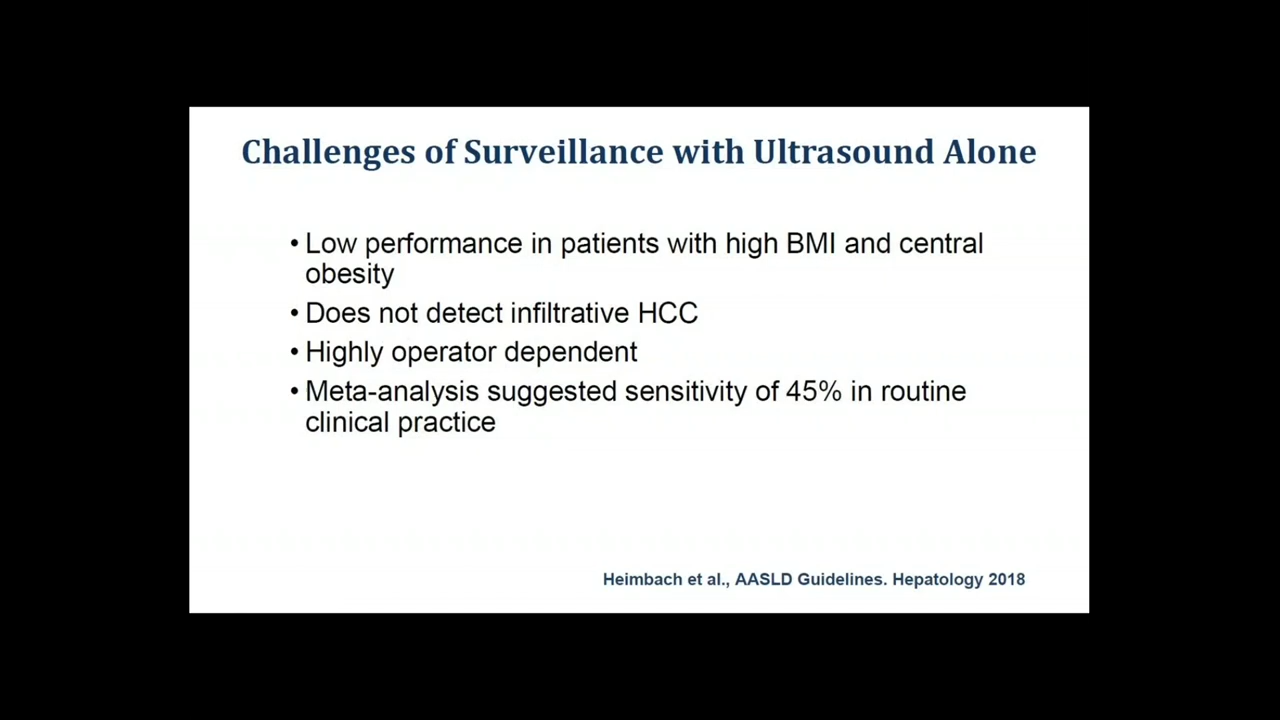 Challenges of Surveillance with Ultrasound Alone
• Low performance in patients with high BMI and central
obesity
• Does not detect infiltrative HCC
• Highly operator dependent
• Meta-analysis suggested sensitivity of 45% in routine
clinical practice
Heimbach et al., AASLD Guidelines. Hepatology 2018